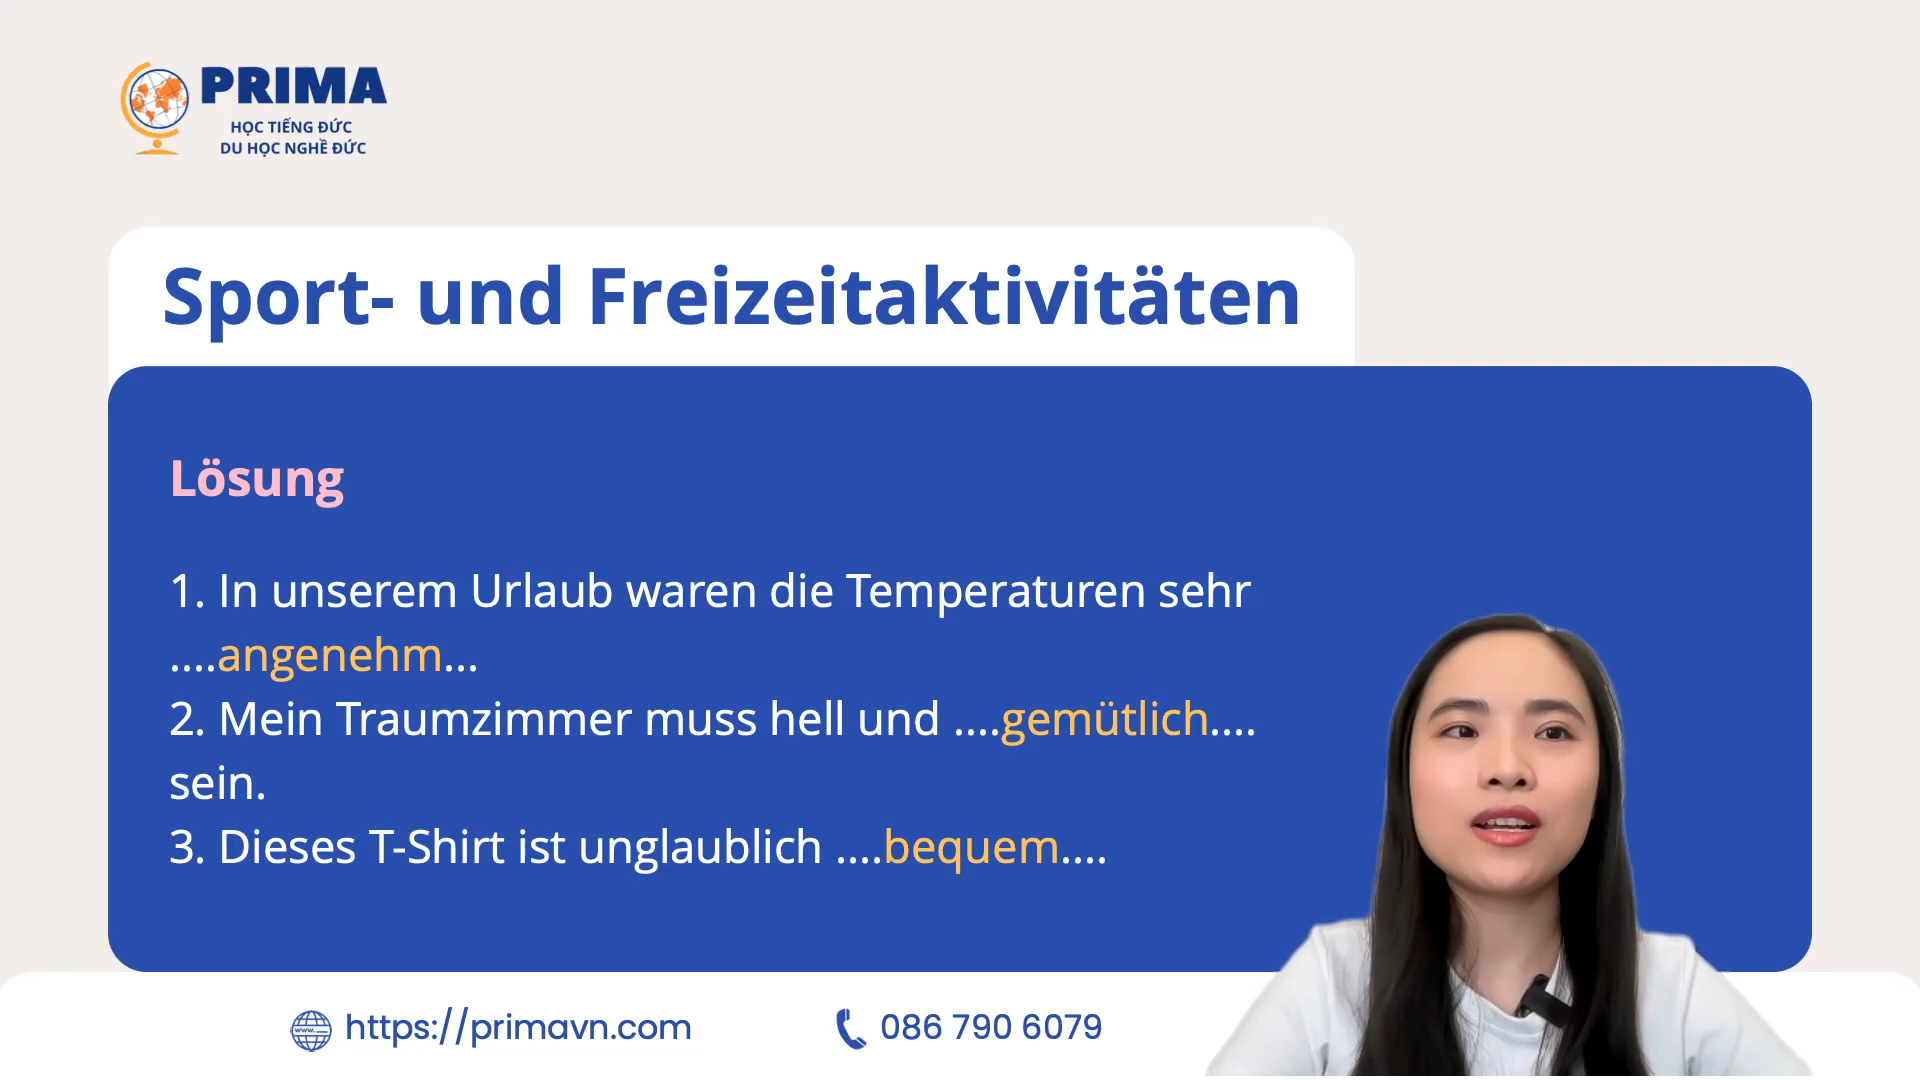 PRIMA
HỌC TIẾNG ĐỨC
DU HỌC NGHỀ ĐỨC
Sport- und Freizeitaktivitäten
Lösung
1. In unserem Urlaub waren die Temperaturen sehr
....angenehm...
2. Mein Traumzimmer muss hell und ....gemütlich....
sein.
3. Dieses T-Shirt ist unglaublich ....bequem....
www.
https://primavn.com
086 790 6079